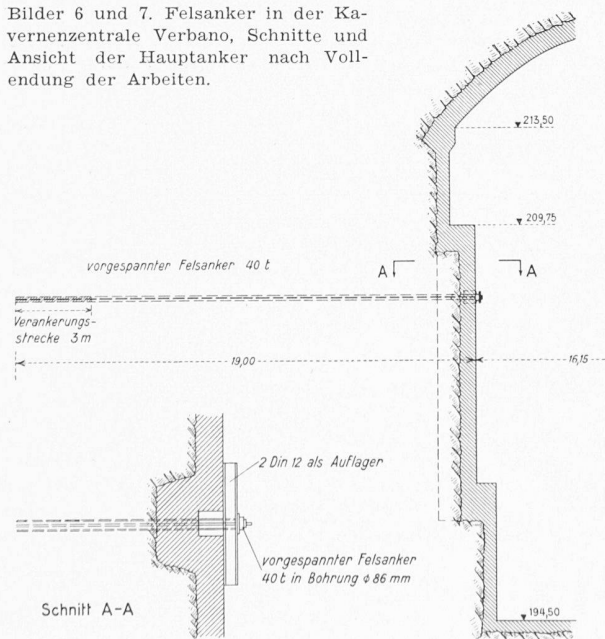 Bilder 6 und 7. Felsanker in der Ka-
vernenzentrale Verbano, Schnitte und
Ansicht der Hauptanker nach Voll-
endung der Arbeiten.
213,50
209,75
vorgespannter Felsanker 40 t
A A
Verankerungs-
strecke 3m
19,00 16,15
2 Din 12 als Auflager
vorgespannter Felsanker
40 t in Bohrung ϕ 86 mm
Schnitt A-A
194,50